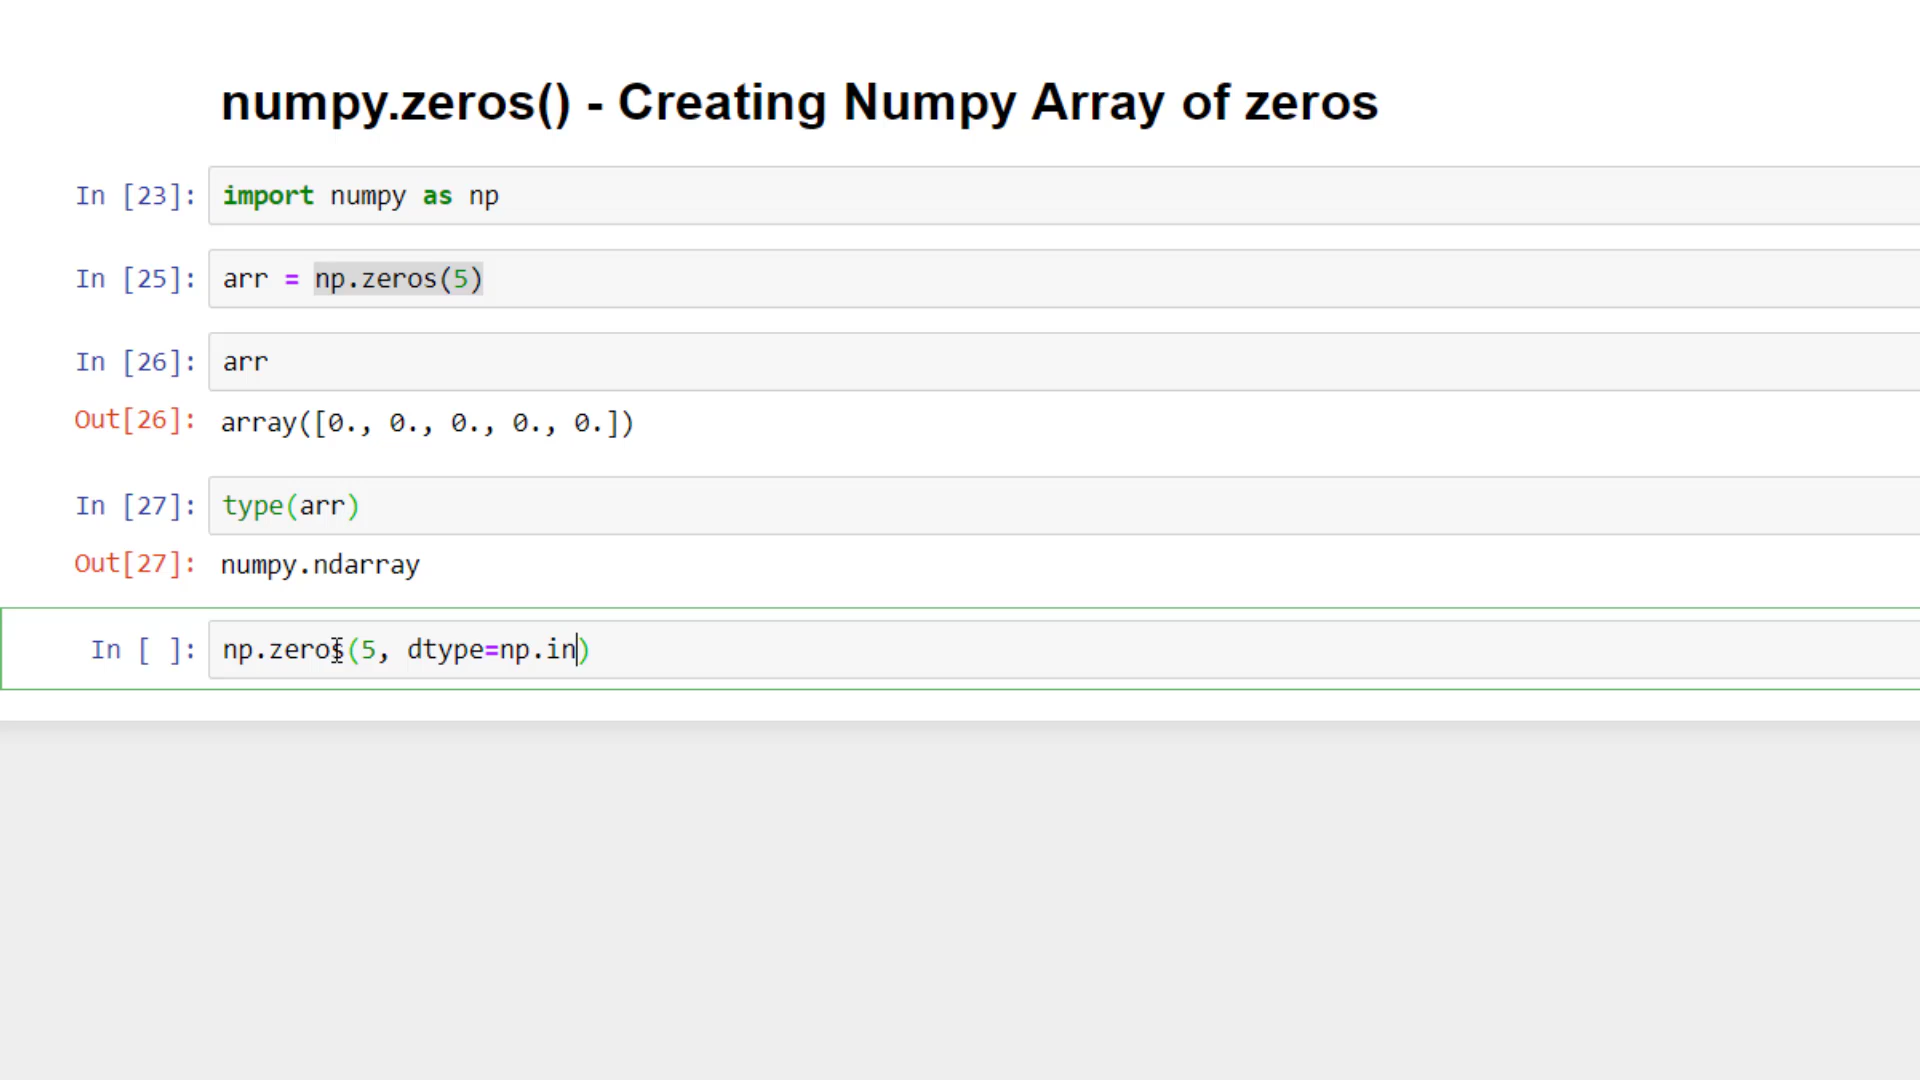 numpy.zeros() - Creating Numpy Array of zeros
In [23]: import numpy as np
In [25]: arr = np.zeros(5)
In [26]: arr
Out[26]: array([0., 0., 0., 0., 0.])
In [27]: type(arr)
Out[27]: numpy.ndarray
In [ ]: np.zeros(5, dtype=np.in)